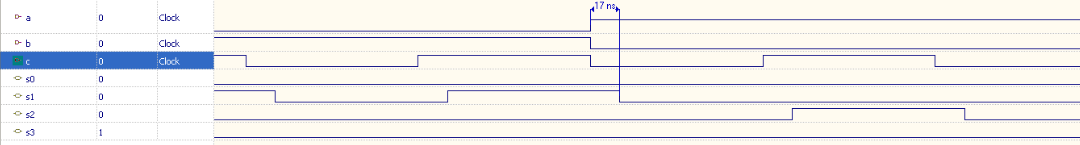 17 ns
a 0 Clock
b 0 Clock
c 0 Clock
s0 0
s1 0
s2 0
s3 1